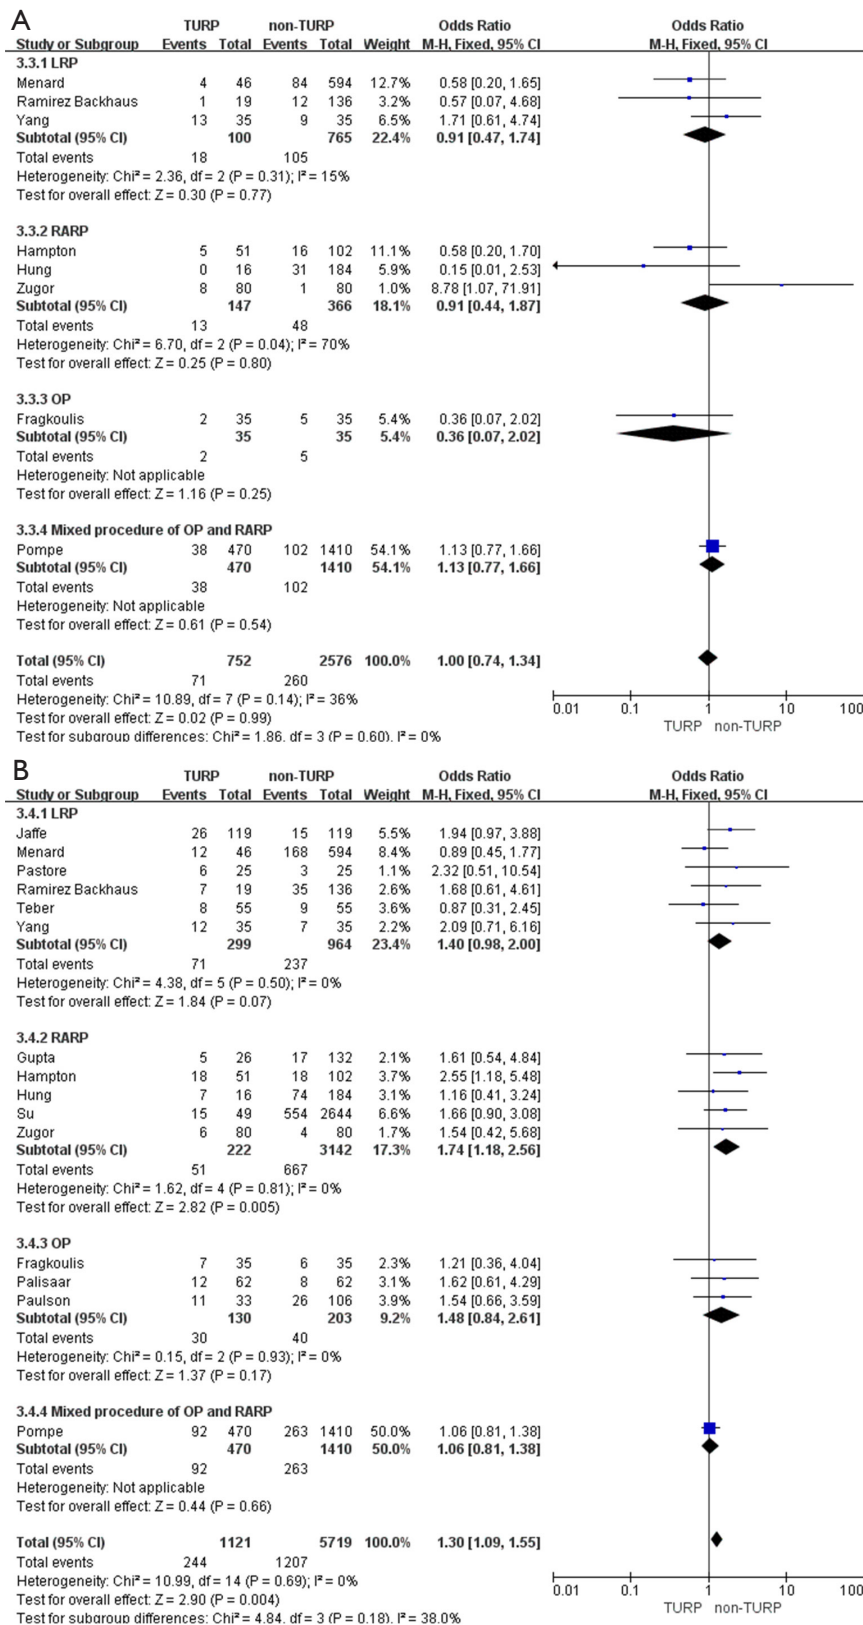 A
TURP non-TURP Odds Ratio Odds Ratio
Study or Subgroup Events Total Events Total Weight M-H, Fixed, 95% CI M-H, Fixed, 95% CI
3.3.1 LRP
Menard 4 46 84 594 12.7% 0.58 [0.20, 1.65]
Ramirez Backhaus 1 19 12 136 3.2% 0.57 [0.07, 4.68]
Yang 13 35 9 35 6.5% 1.71 [0.61, 4.74]
Subtotal (95% CI) 100 765 22.4% 0.91 [0.47, 1.74]
Total events 18 105
Heterogeneity: Chi² = 2.36, df = 2 (P = 0.31); I² = 15%
Test for overall effect: Z = 0.30 (P = 0.77)
3.3.2 RARP
Hampton 5 51 16 102 11.1% 0.58 [0.20, 1.70]
Hung 0 16 31 184 5.9% 0.15 [0.01, 2.53]
Zugor 8 80 1 80 1.0% 8.78 [1.07, 71.91]
Subtotal (95% CI) 147 366 18.1% 0.91 [0.44, 1.87]
Total events 13 48
Heterogeneity: Chi² = 6.70, df = 2 (P = 0.04); I² = 70%
Test for overall effect: Z = 0.25 (P = 0.80)
3.3.3 OP
Fragkoulis 2 35 5 35 5.4% 0.36 [0.07, 2.02]
Subtotal (95% CI) 35 35 5.4% 0.36 [0.07, 2.02]
Total events 2 5
Heterogeneity: Not applicable
Test for overall effect: Z = 1.16 (P = 0.25)
3.3.4 Mixed procedure of OP and RARP
Pompe 38 470 102 1410 54.1% 1.13 [0.77, 1.66]
Subtotal (95% CI) 470 1410 54.1% 1.13 [0.77, 1.66]
Total events 38 102
Heterogeneity: Not applicable
Test for overall effect: Z = 0.61 (P = 0.54)
Total (95% CI) 752 2576 100.0% 1.00 [0.74, 1.34]
Total events 71 260
Heterogeneity: Chi² = 10.89, df = 7 (P = 0.14); I² = 36%
Test for overall effect: Z = 0.02 (P = 0.99)
Test for subgroup differences: Chi² = 1.86, df = 3 (P = 0.60), I² = 0%
0.01 0.1 1 10 100
TURP non-TURP
B
TURP non-TURP Odds Ratio Odds Ratio
Study or Subgroup Events Total Events Total Weight M-H, Fixed, 95% CI M-H, Fixed, 95% CI
3.4.1 LRP
Jaffe 26 119 15 119 5.5% 1.94 [0.97, 3.88]
Menard 12 46 168 594 8.4% 0.89 [0.45, 1.77]
Pastore 6 25 3 25 1.1% 2.32 [0.51, 10.54]
Ramirez Backhaus 7 19 35 136 2.6% 1.68 [0.61, 4.61]
Teber 8 55 9 55 3.6% 0.87 [0.31, 2.45]
Yang 12 35 7 35 2.2% 2.09 [0.71, 6.16]
Subtotal (95% CI) 299 964 23.4% 1.40 [0.98, 2.00]
Total events 71 237
Heterogeneity: Chi² = 4.38, df = 5 (P = 0.50); I² = 0%
Test for overall effect: Z = 1.84 (P = 0.07)
3.4.2 RARP
Gupta 5 26 17 132 2.1% 1.61 [0.54, 4.84]
Hampton 18 51 18 102 3.7% 2.55 [1.18, 5.48]
Hung 7 16 74 184 3.1% 1.16 [0.41, 3.24]
Su 15 49 554 2644 6.6% 1.66 [0.90, 3.08]
Zugor 6 80 4 80 1.7% 1.54 [0.42, 5.68]
Subtotal (95% CI) 222 3142 17.3% 1.74 [1.18, 2.56]
Total events 51 667
Heterogeneity: Chi² = 1.62, df = 4 (P = 0.81); I² = 0%
Test for overall effect: Z = 2.82 (P = 0.005)
3.4.3 OP
Fragkoulis 7 35 6 35 2.3% 1.21 [0.36, 4.04]
Palisaar 12 62 8 62 3.1% 1.62 [0.61, 4.29]
Paulson 11 33 26 106 3.9% 1.54 [0.66, 3.59]
Subtotal (95% CI) 130 203 9.2% 1.48 [0.84, 2.61]
Total events 30 40
Heterogeneity: Chi² = 0.15, df = 2 (P = 0.93); I² = 0%
Test for overall effect: Z = 1.37 (P = 0.17)
3.4.4 Mixed procedure of OP and RARP
Pompe 92 470 263 1410 50.0% 1.06 [0.81, 1.38]
Subtotal (95% CI) 470 1410 50.0% 1.06 [0.81, 1.38]
Total events 92 263
Heterogeneity: Not applicable
Test for overall effect: Z = 0.44 (P = 0.66)
Total (95% CI) 1121 5719 100.0% 1.30 [1.09, 1.55]
Total events 244 1207
Heterogeneity: Chi² = 10.99, df = 14 (P = 0.69); I² = 0%
Test for overall effect: Z = 2.90 (P = 0.004)
Test for subgroup differences: Chi² = 4.84, df = 3 (P = 0.18), I² = 38.0%
0.01 0.1 1 10 100
TURP non-TURP